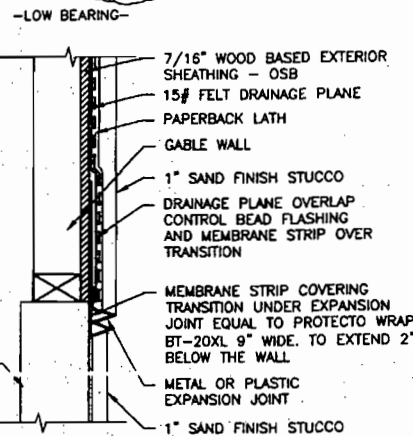 -LOW BEARING-
7/16" WOOD BASED EXTERIOR
SHEATHING - OSB
15# FELT DRAINAGE PLANE
PAPERBACK LATH
GABLE WALL
1" SAND FINISH STUCCO
DRAINAGE PLANE OVERLAP
CONTROL BEAD FLASHING
AND MEMBRANE STRIP OVER
TRANSITION
MEMBRANE STRIP COVERING
TRANSITION UNDER EXPANSION
JOINT EQUAL TO PROTECTO WRAP
BT-20XL 9" WIDE. TO EXTEND 2"
BELOW THE WALL
METAL OR PLASTIC
EXPANSION JOINT
1" SAND FINISH STUCCO